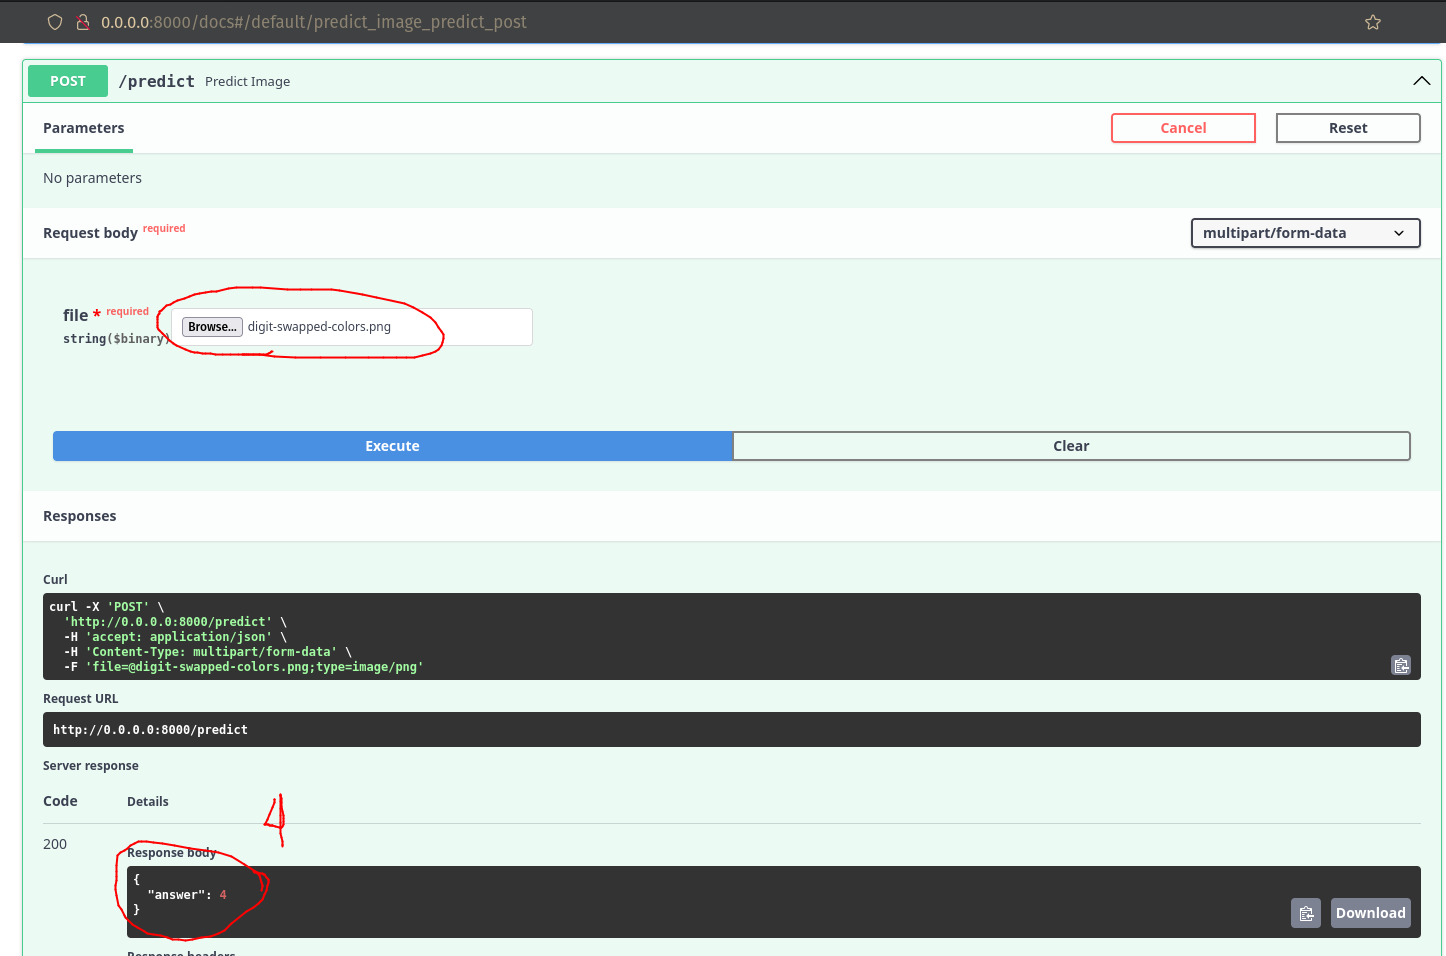 0.0.0.0:8000/docs#/default/predict_image_predict_post
POST /predict Predict Image
Parameters
Cancel
Reset
No parameters
Request body required
multipart/form-data
file * required
string($binary)
Browse... digit-swapped-colors.png
Execute
Clear
Responses
Curl
curl -X 'POST' \
'http://0.0.0.0:8000/predict' \
-H 'accept: application/json' \
-H 'Content-Type: multipart/form-data' \
-F 'file=@digit-swapped-colors.png;type=image/png'
Request URL
http://0.0.0.0:8000/predict
Server response
Code Details
4
200
Response body
{
"answer": 4
}
Download
Response headers